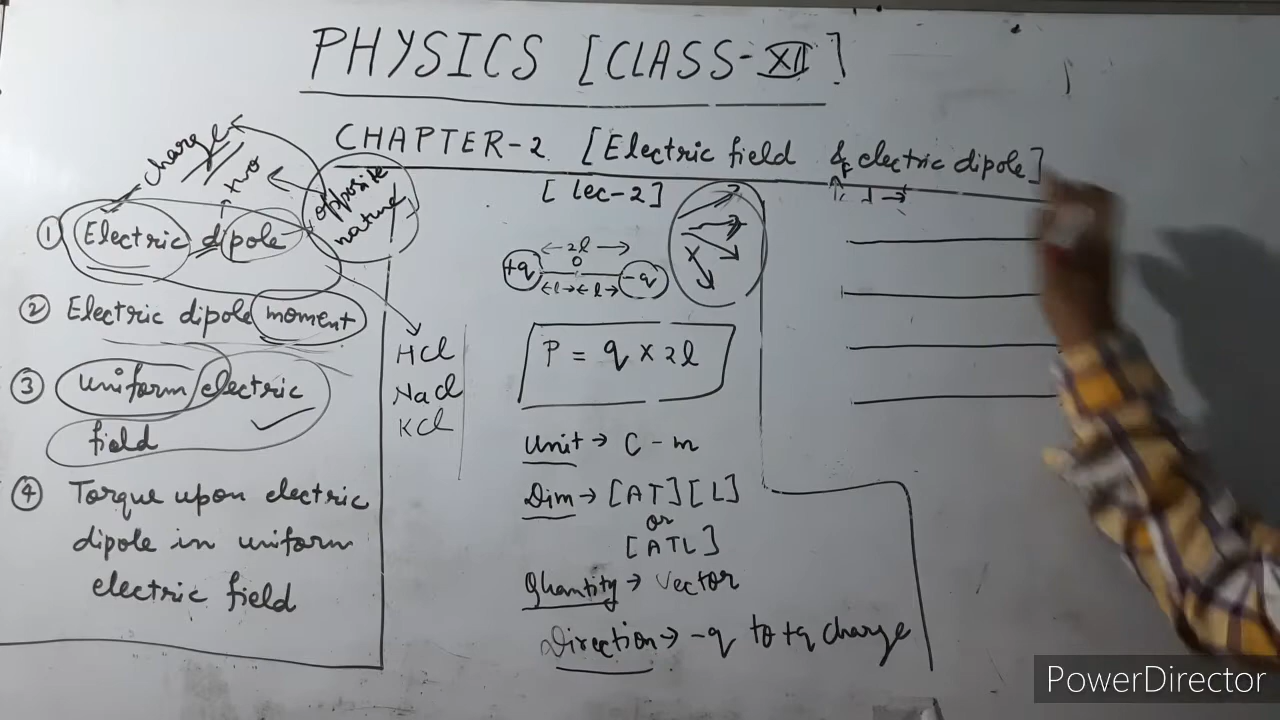 PHYSICS [CLASS-XII]
CHAPTER-2 [Electric field & electric dipole]
[lec-2]
charge
two
opposite
nature
① Electric dipole
② Electric dipole moment
③ uniform electric
field
④ Torque upon electric
dipole in uniform
electric field
HCl
NaCl
KCl
2l
+q O -q
l l
P = q × 2l
Unit → C - m
Dim → [AT][L]
or
[ATL]
Quantity → Vector
Direction → -q to +q charge
PowerDirector